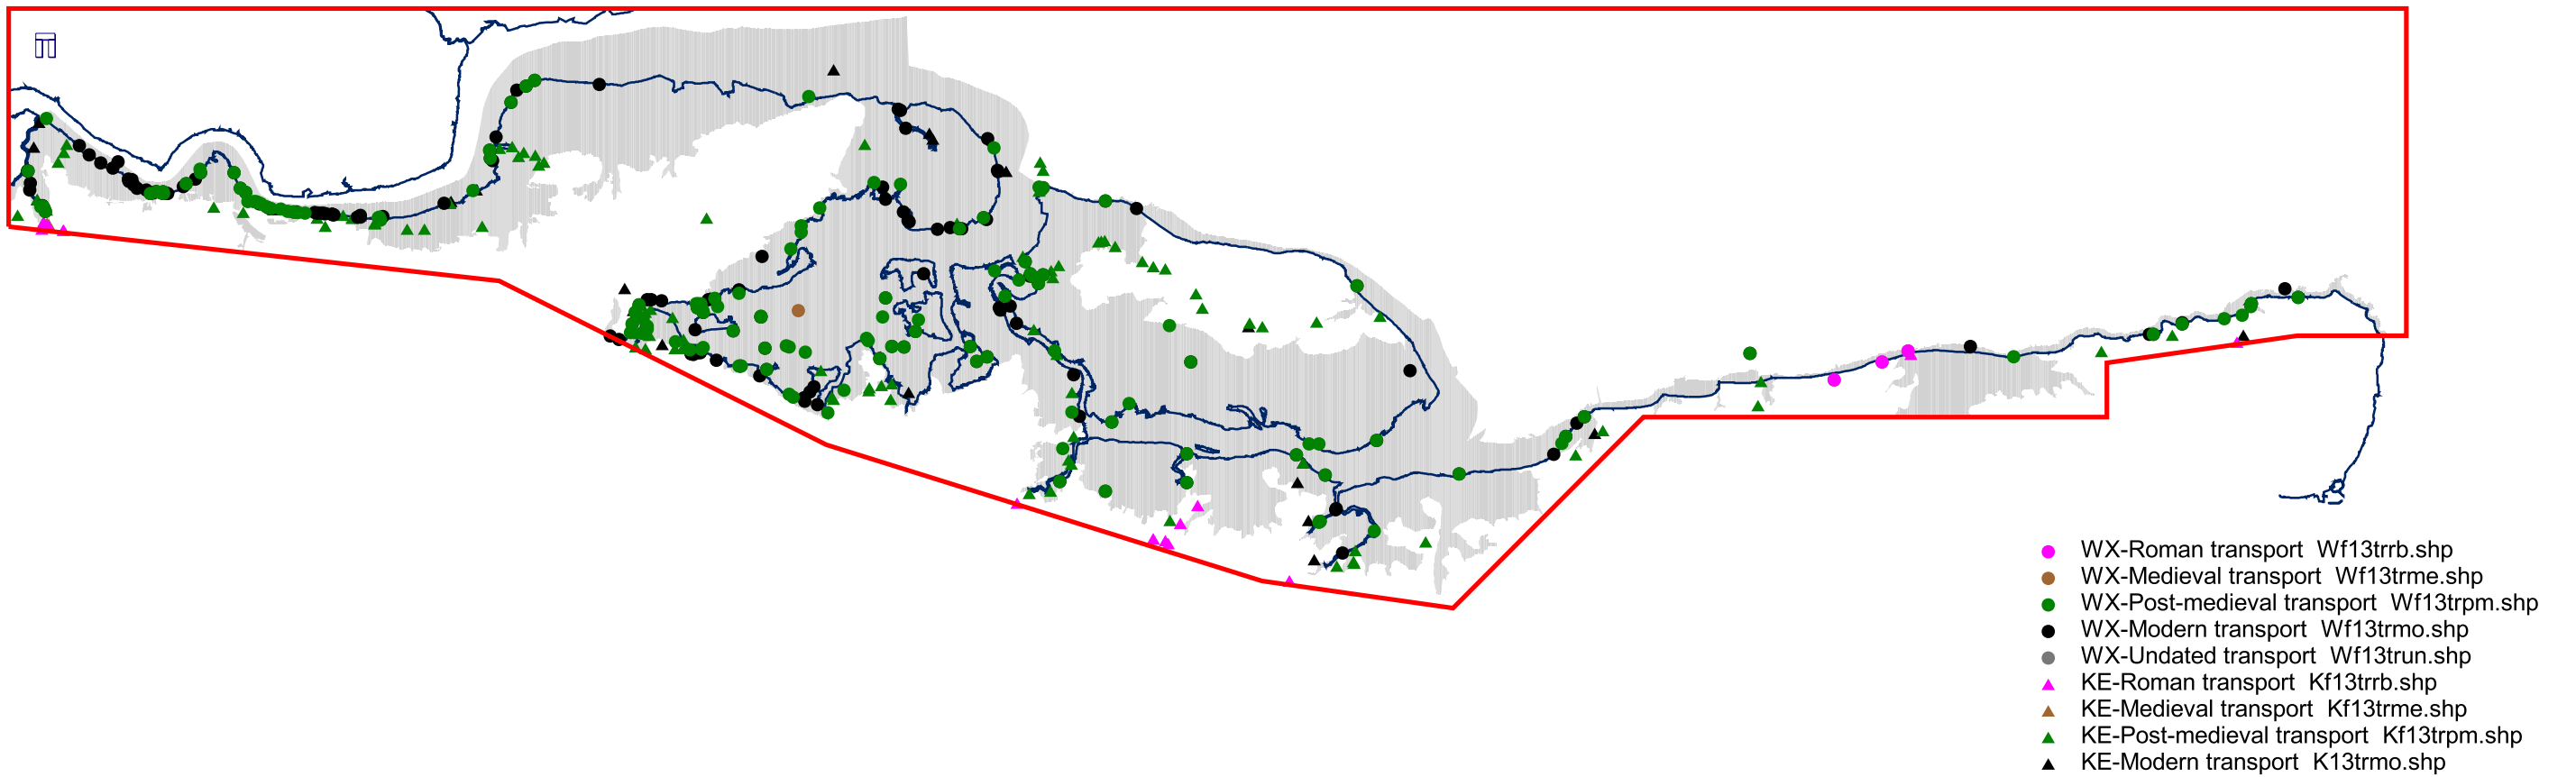 WX-Roman transport  Wf13trrb.shp
WX-Medieval transport  Wf13trme.shp
WX-Post-medieval transport  Wf13trpm.shp
WX-Modern transport  Wf13trmo.shp
WX-Undated transport  Wf13trun.shp
KE-Roman transport  Kf13trrb.shp
KE-Medieval transport  Kf13trme.shp
KE-Post-medieval transport  Kf13trpm.shp
KE-Modern transport  K13trmo.shp